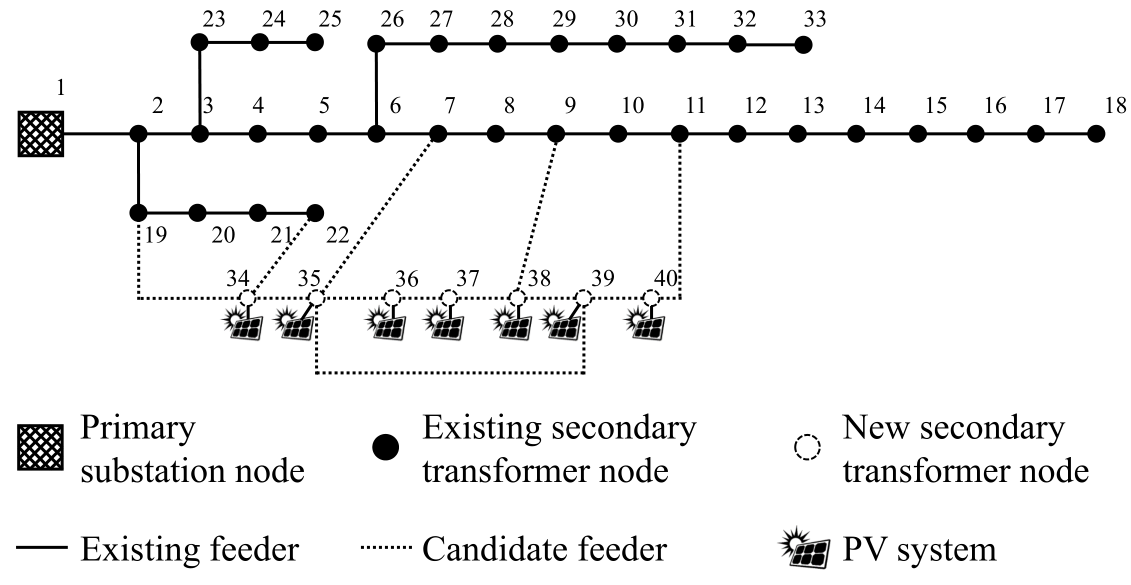 23 24 25 26 27 28 29 30 31 32 33
1 2 3 4 5 6 7 8 9 10 11 12 13 14 15 16 17 18
19 20 21 22
34 35 36 37 38 39 40
Primary
substation node
Existing secondary
transformer node
New secondary
transformer node
Existing feeder
Candidate feeder
PV system